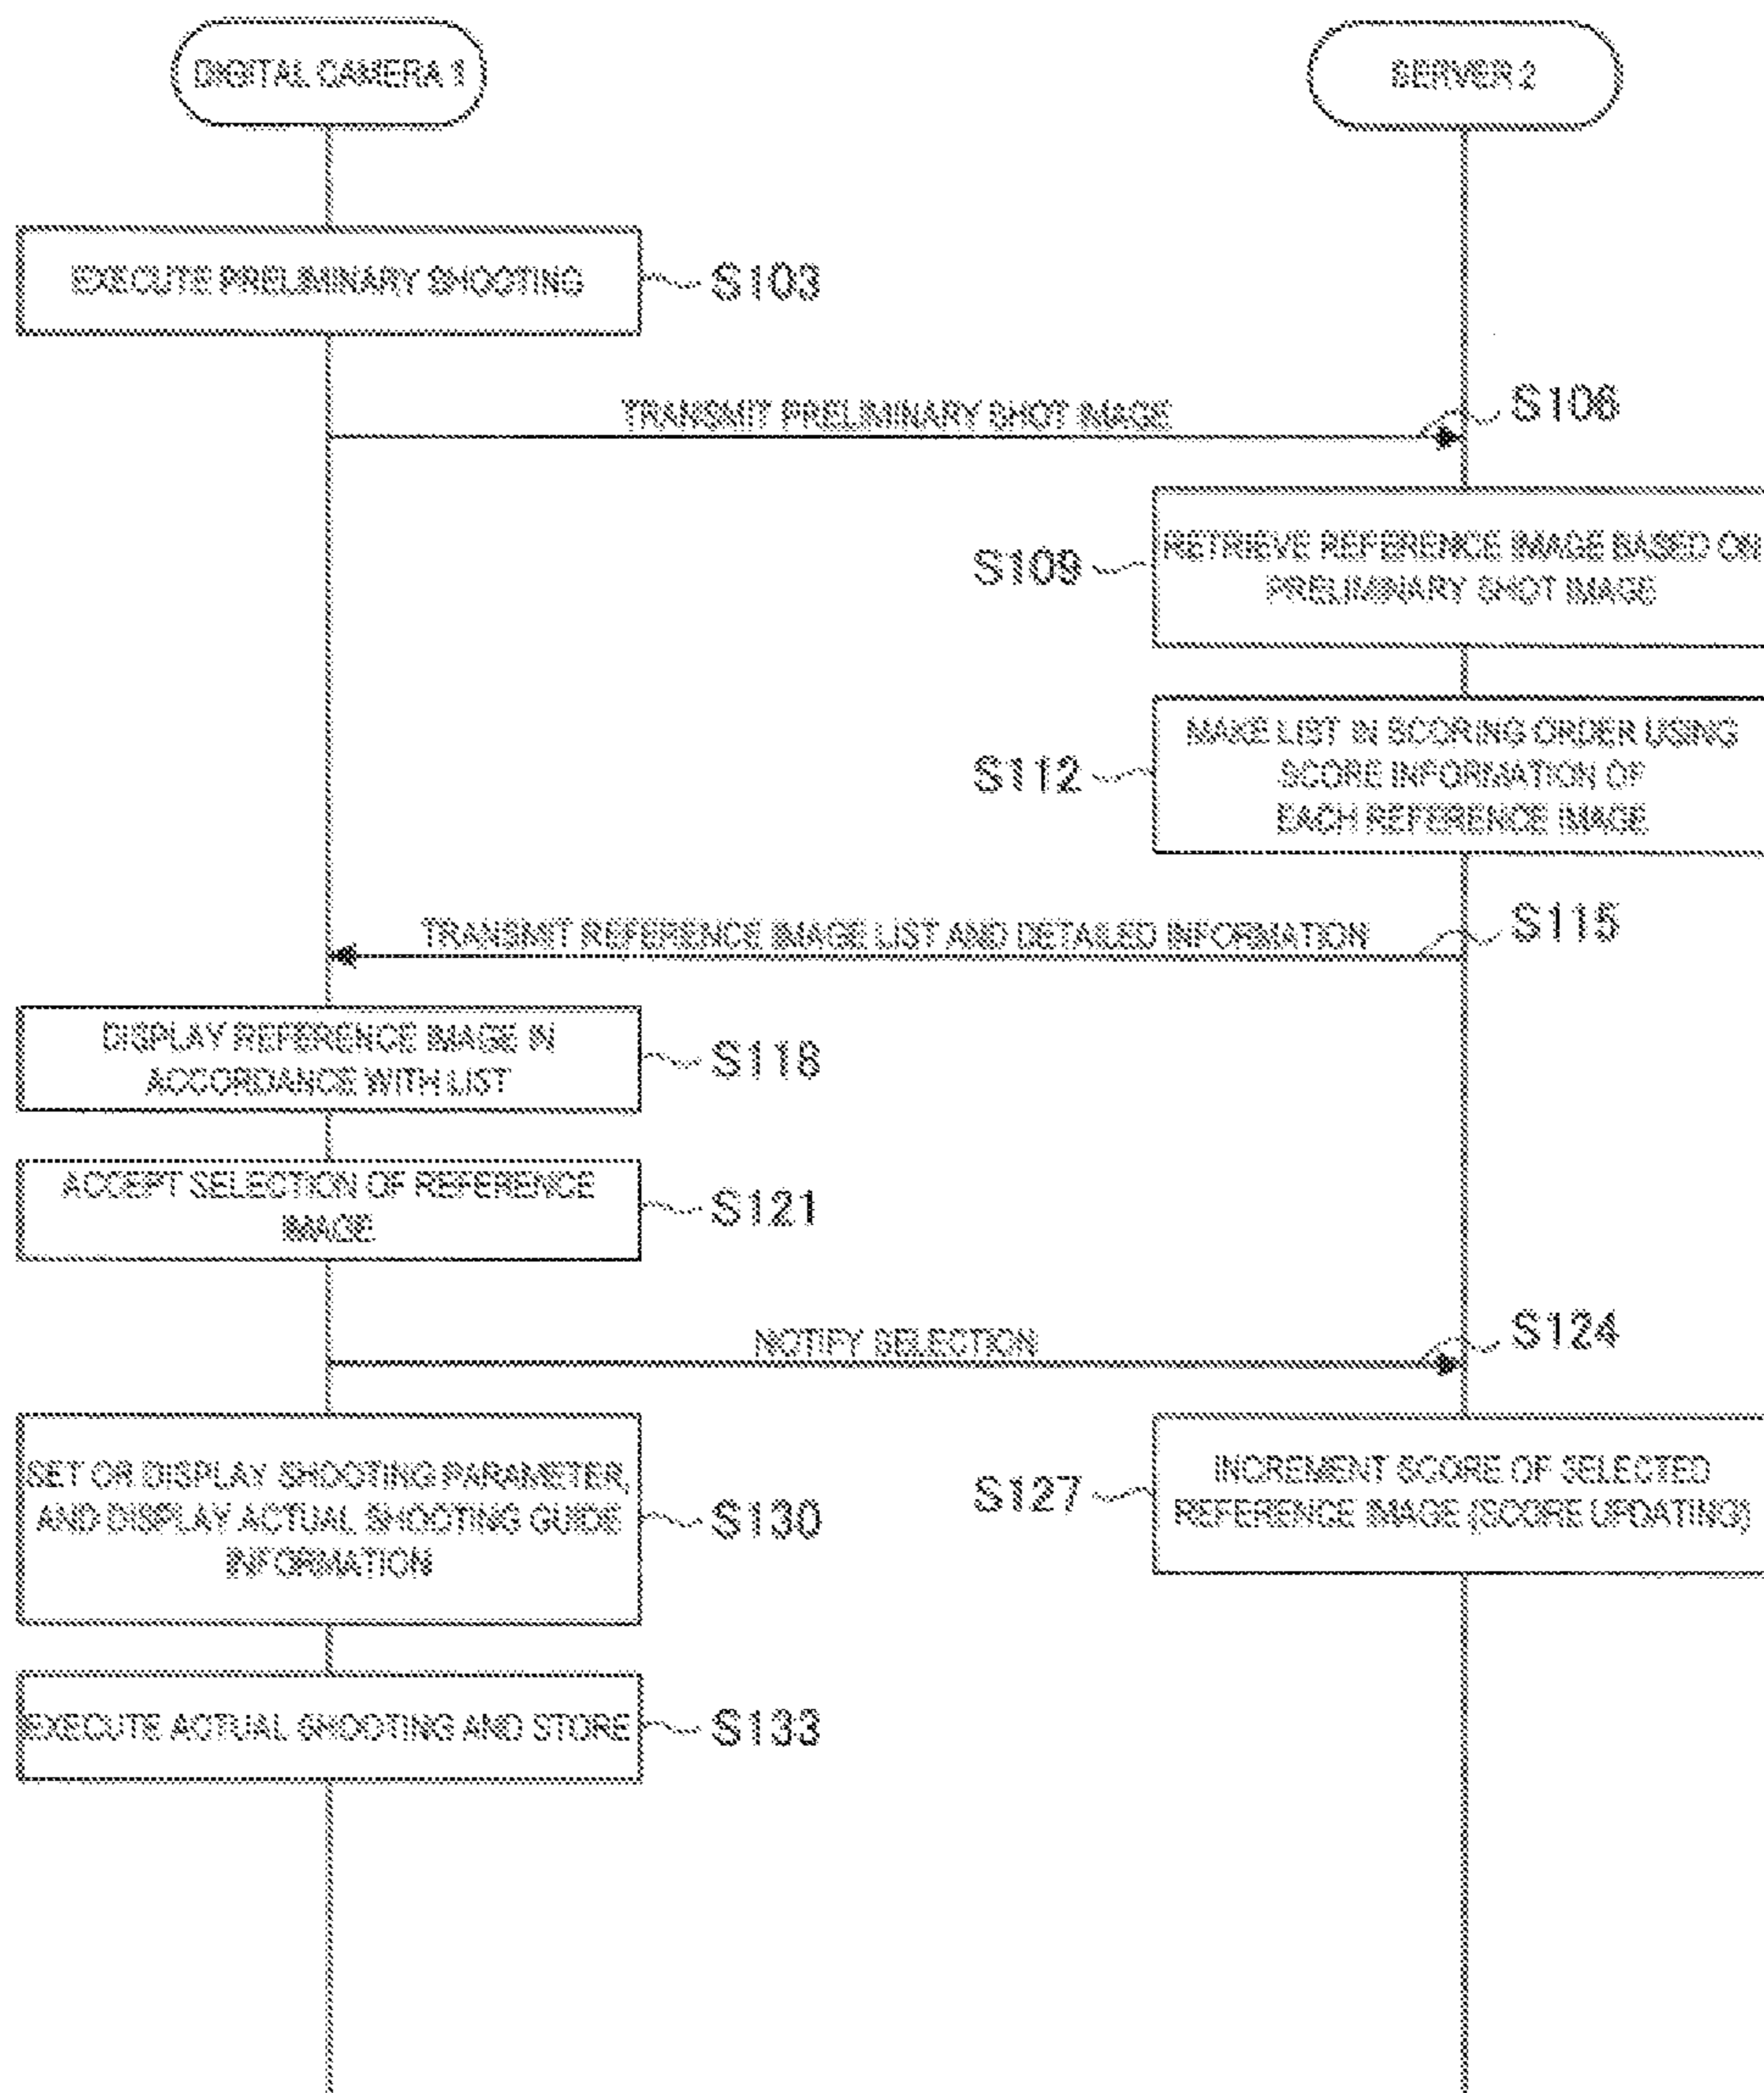 DIGITAL CAMERA 1
SERVER 2
EXECUTE PRELIMINARY SHOOTING
S103
TRANSMIT PRELIMINARY SHOT IMAGE
S106
RETRIEVE REFERENCE IMAGE BASED ON
PRELIMINARY SHOT IMAGE
S109
MAKE LIST IN SCORING ORDER USING
SCORE INFORMATION OF
EACH REFERENCE IMAGE
S112
TRANSMIT REFERENCE IMAGE LIST AND DETAILED INFORMATION
S115
DISPLAY REFERENCE IMAGE IN
ACCORDANCE WITH LIST
S118
ACCEPT SELECTION OF REFERENCE
IMAGE
S121
NOTIFY SELECTION
S124
SET OR DISPLAY SHOOTING PARAMETER,
AND DISPLAY ACTUAL SHOOTING GUIDE
INFORMATION
S130
INCREMENT SCORE OF SELECTED
REFERENCE IMAGE (SCORE UPDATING)
S127
EXECUTE ACTUAL SHOOTING AND STORE
S133